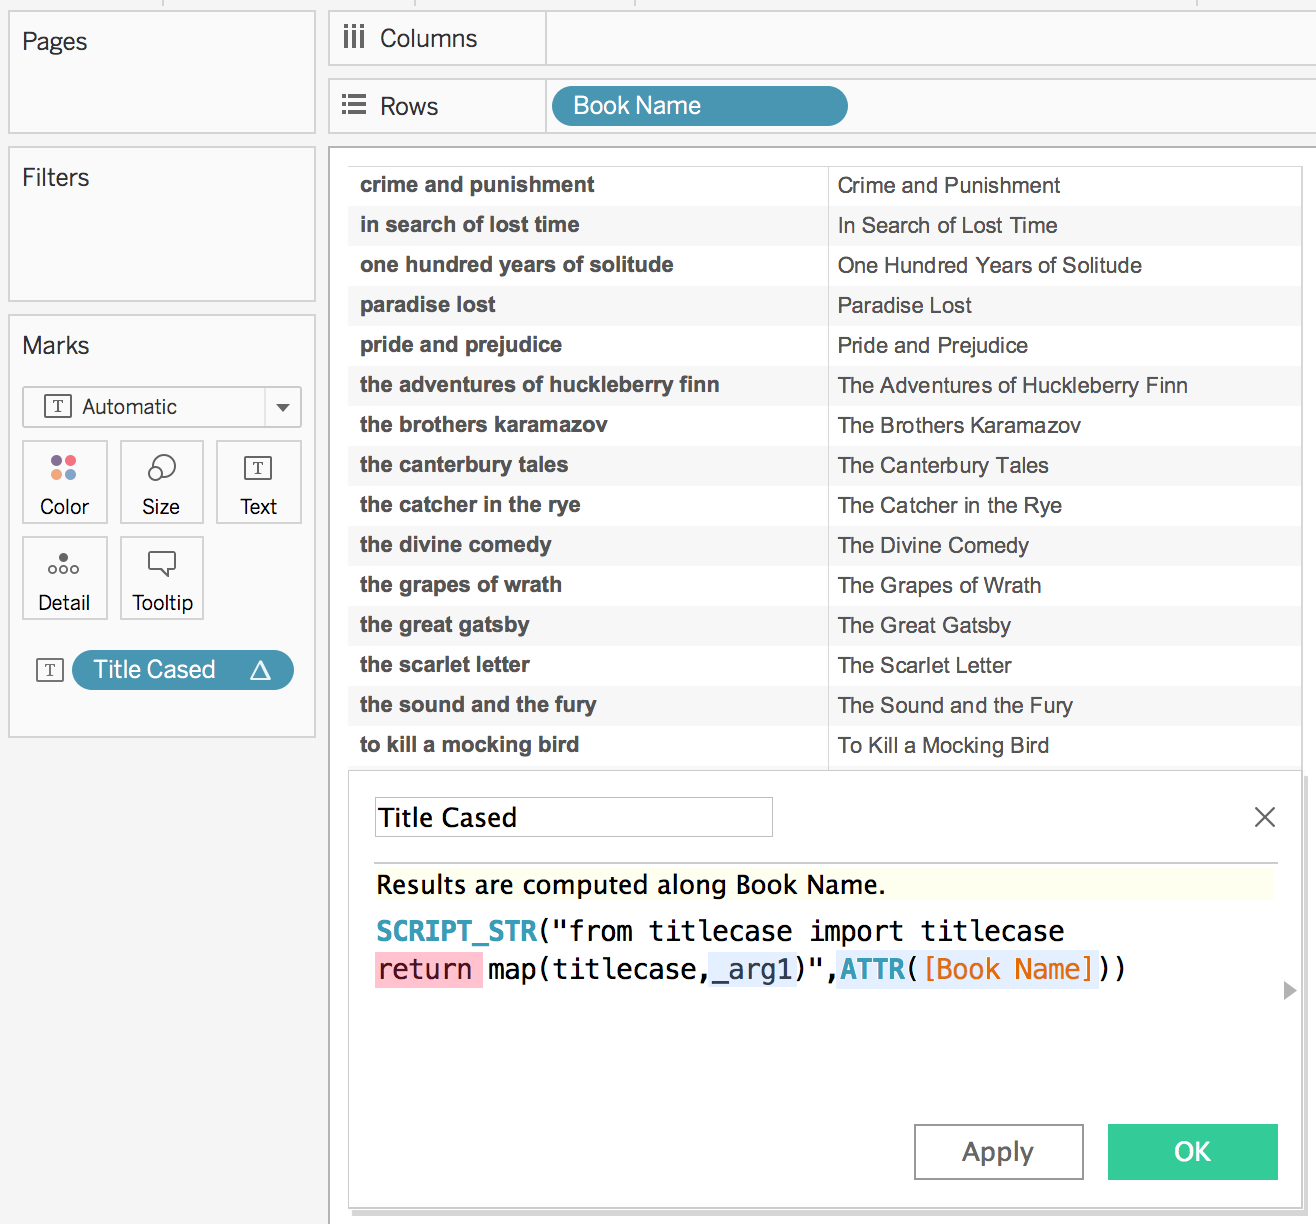 Pages
Columns
Rows
Book Name
Filters
Marks
T Automatic
Color
Size
T
Text
Detail
Tooltip
T Title Cased Δ
crime and punishment Crime and Punishment
in search of lost time In Search of Lost Time
one hundred years of solitude One Hundred Years of Solitude
paradise lost Paradise Lost
pride and prejudice Pride and Prejudice
the adventures of huckleberry finn The Adventures of Huckleberry Finn
the brothers karamazov The Brothers Karamazov
the canterbury tales The Canterbury Tales
the catcher in the rye The Catcher in the Rye
the divine comedy The Divine Comedy
the grapes of wrath The Grapes of Wrath
the great gatsby The Great Gatsby
the scarlet letter The Scarlet Letter
the sound and the fury The Sound and the Fury
to kill a mocking bird To Kill a Mocking Bird
Title Cased
Results are computed along Book Name.
SCRIPT_STR("from titlecase import titlecase
return map(titlecase,_arg1)",ATTR([Book Name]))
Apply
OK